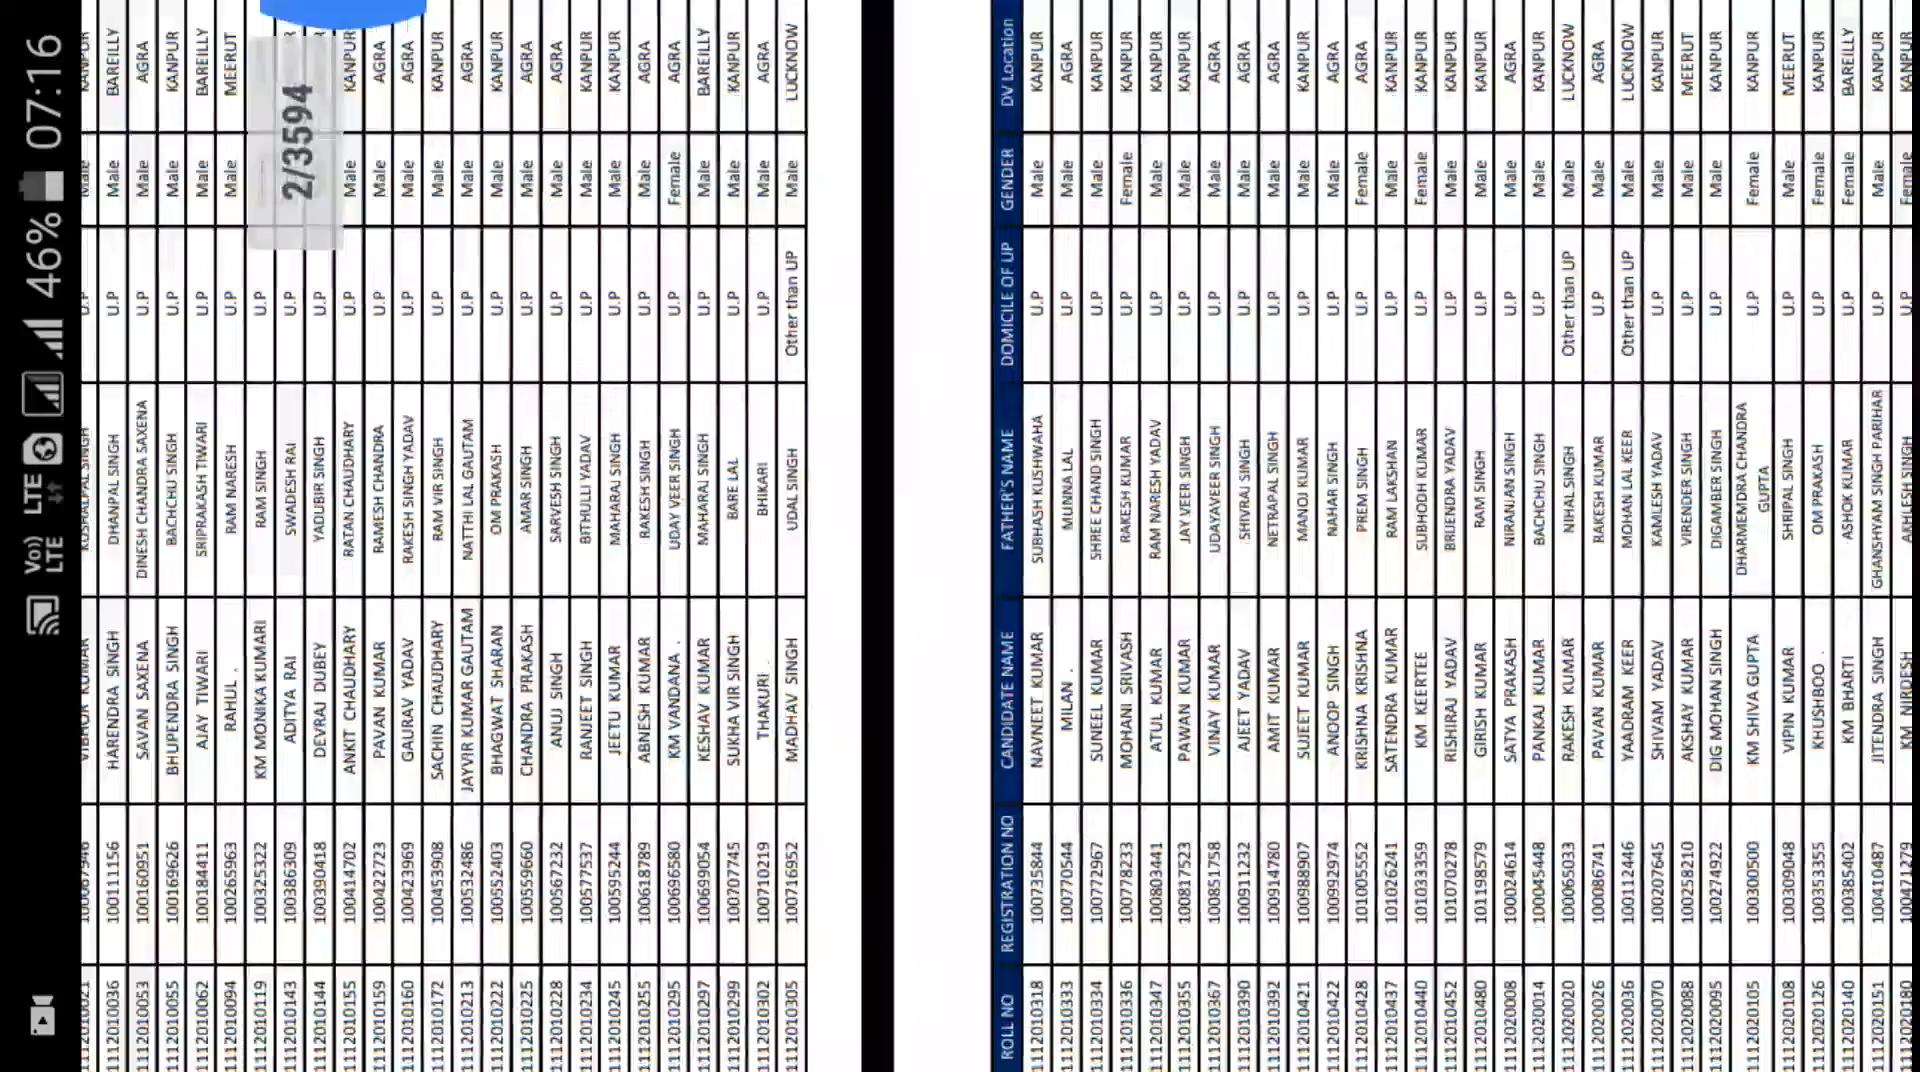 07:16
46%
LTE
Vo)) LTE
2/3594
KUSHALPAL SINGH U.P Male KANPUR
1112010036 100111156 HARENDRA SINGH DHANPAL SINGH U.P Male BAREILLY
1112010053 100160951 SAVAN SAXENA DINESH CHANDRA SAXENA U.P Male AGRA
1112010055 100169626 BHUPENDRA SINGH BACHCHU SINGH U.P Male KANPUR
1112010062 100184411 AJAY TIWARI SRIPRAKASH TIWARI U.P Male BAREILLY
1112010094 100265963 RAHUL . RAM NARESH U.P Male MEERUT
1112010119 100325322 KM MONIKA KUMARI RAM SINGH U.P
1112010143 100386309 ADITYA RAI SWADESH RAI U.P
1112010144 100390418 DEVRAJ DUBEY YADUBIR SINGH U.P
1112010155 100414702 ANKIT CHAUDHARY RATAN CHAUDHARY U.P Male KANPUR
1112010159 100422723 PAVAN KUMAR RAMESH CHANDRA U.P Male AGRA
1112010160 100423969 GAURAV YADAV RAKESH SINGH YADAV U.P Male AGRA
1112010172 100453908 SACHIN CHAUDHARY RAM VIR SINGH U.P Male KANPUR
1112010213 100532486 JAYVIR KUMAR GAUTAM NATTHI LAL GAUTAM U.P Male AGRA
1112010222 100552403 BHAGWAT SHARAN OM PRAKASH U.P Male KANPUR
1112010225 100559660 CHANDRA PRAKASH AMAR SINGH U.P Male AGRA
1112010228 100567232 ANUJ SINGH SARVESH SINGH U.P Male AGRA
1112010234 100577537 RANJEET SINGH BITHULLI YADAV U.P Male KANPUR
1112010245 100595244 JEETU KUMAR MAHARAJ SINGH U.P Male KANPUR
1112010255 100618789 ABNESH KUMAR RAKESH SINGH U.P Male AGRA
1112010295 100696580 KM VANDANA . UDAY VEER SINGH U.P Female AGRA
1112010297 100699054 KESHAV KUMAR MAHARAJ SINGH U.P Male BAREILLY
1112010299 100707745 SUKHA VIR SINGH BARE LAL U.P Male KANPUR
1112010302 100710219 THAKURI . BHIKARI U.P Male AGRA
1112010305 100716952 MADHAV SINGH UDAL SINGH Other than UP Male LUCKNOW
ROLL NO REGISTRATION NO CANDIDATE NAME FATHER'S NAME DOMICILE OF UP GENDER DV Location
1112010318 100735844 NAVNEET KUMAR SUBHASH KUSHWAHA U.P Male KANPUR
1112010333 100770544 MILAN . MUNNA LAL U.P Male AGRA
1112010334 100772967 SUNEEL KUMAR SHREE CHAND SINGH U.P Male KANPUR
1112010336 100778233 MOHANI SRIVASH RAKESH KUMAR U.P Female KANPUR
1112010347 100803441 ATUL KUMAR RAM NARESH YADAV U.P Male KANPUR
1112010355 100817523 PAWAN KUMAR JAY VEER SINGH U.P Male KANPUR
1112010367 100851758 VINAY KUMAR UDAYAVEER SINGH U.P Male AGRA
1112010390 100911232 AJEET YADAV SHIVRAJ SINGH U.P Male AGRA
1112010392 100914780 AMIT KUMAR NETRAPAL SINGH U.P Male AGRA
1112010421 100988907 SUJEET KUMAR MANOJ KUMAR U.P Male KANPUR
1112010422 100992974 ANOOP SINGH NAHAR SINGH U.P Male AGRA
1112010428 101005552 KRISHNA KRISHNA PREM SINGH U.P Female AGRA
1112010437 101026241 SATENDRA KUMAR RAM LAKSHAN U.P Male KANPUR
1112010440 101033359 KM KEERTEE SUBODH KUMAR U.P Female KANPUR
1112010452 101070278 RISHIRAJ YADAV BRIJENDRA YADAV U.P Male KANPUR
1112010480 101198579 GIRISH KUMAR RAM SINGH U.P Male KANPUR
1112020008 100024614 SATYA PRAKASH NIRANJAN SINGH U.P Male AGRA
1112020014 100045448 PANKAJ KUMAR BACHCHU SINGH U.P Male KANPUR
1112020020 100065033 RAKESH KUMAR NIHAL SINGH Other than UP Male LUCKNOW
1112020026 100086741 PAVAN KUMAR RAKESH KUMAR U.P Male AGRA
1112020036 100112446 YAADRAM KEER MOHAN LAL KEER Other than UP Male LUCKNOW
1112020070 100207645 SHIVAM YADAV KAMLESH YADAV U.P Male KANPUR
1112020088 100258210 AKSHAY KUMAR VIRENDER SINGH U.P Male MEERUT
1112020095 100274922 DIG MOHAN SINGH DIGAMBER SINGH U.P Male KANPUR
1112020105 100300500 KM SHIVA GUPTA DHARMEMDRA CHANDRA GUPTA U.P Female KANPUR
1112020108 100309048 VIPIN KUMAR SHRIPAL SINGH U.P Male MEERUT
1112020126 100353355 KHUSHBOO . OM PRAKASH U.P Female KANPUR
1112020140 100385402 KM BHARTI ASHOK KUMAR U.P Female BAREILLY
1112020151 100410487 JITENDRA SINGH GHANSHYAM SINGH PARIHAR U.P Male KANPUR
1112020180 100471279 KM NIRDESH AKHLESH SINGH U.P Female KANPUR